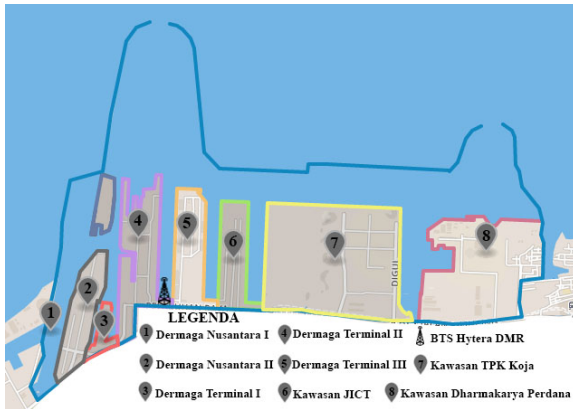 4
5
6
7
8
2
1
3
DIGUI
LEGENDA
1 Dermaga Nusantara I
4 Dermaga Terminal II
BTS Hytera DMR
2 Dermaga Nusantara II
5 Dermaga Terminal III
7 Kawasan TPK Koja
3 Dermaga Terminal I
6 Kawasan JICT
8 Kawasan Dharmakarya Perdana